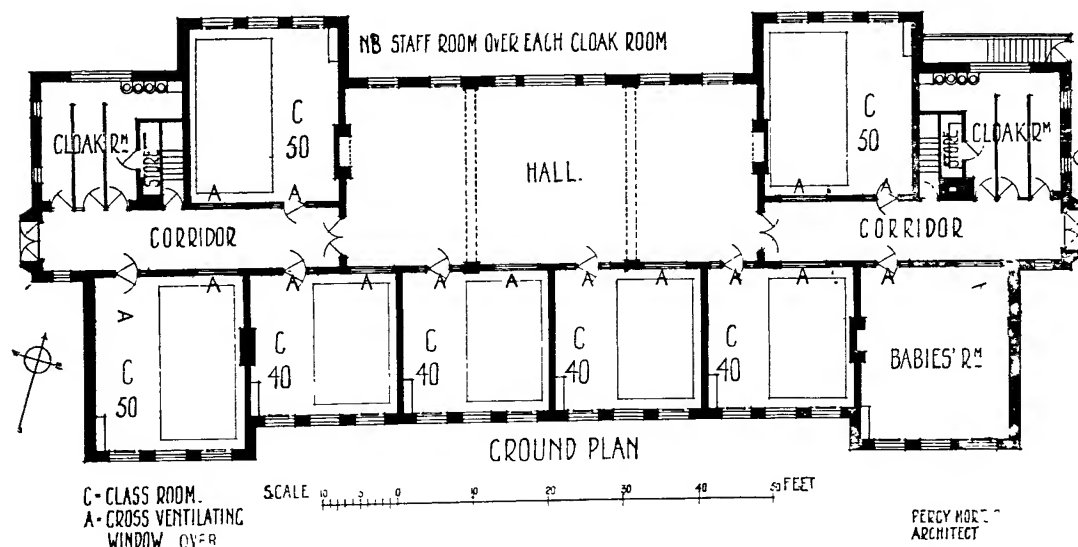 NB STAFF ROOM OVER EACH CLOAK ROOM
C
50
C
50
CLOAK RM
STORE
HALL.
STORE
CLOAK RM
A
A
A
A
CORRIDOR
CORRIDOR
A
A
A
A
A
A
A
A
A
A
A
A
A
C
50
C
40
C
40
C
40
C
40
BABIES' RM
GROUND PLAN
C-CLASS ROOM.
A-CROSS VENTILATING
WINDOW OVER
SCALE 10 5 0 10 20 30 40 50 FEET
PERCY
ARCHITECT